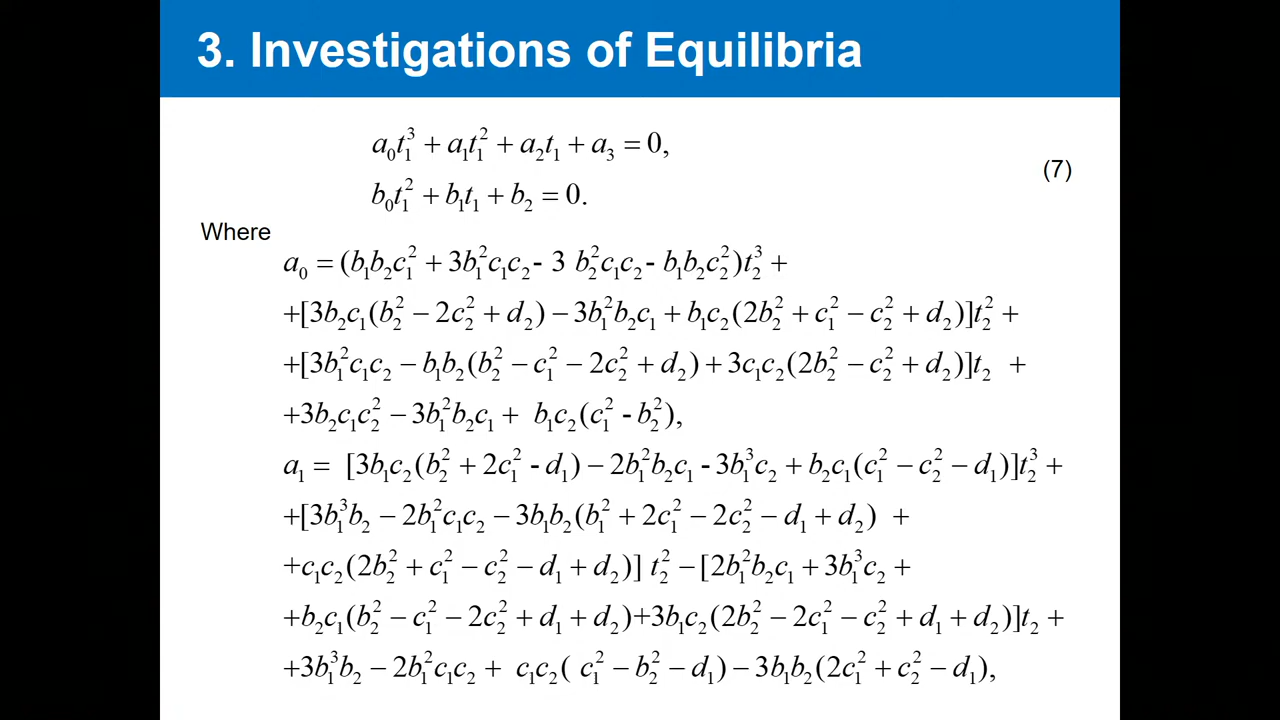 3. Investigations of Equilibria
a₀t₁³ + a₁t₁² + a₂t₁ + a₃ = 0,
(7)
b₀t₁² + b₁t₁ + b₂ = 0.
Where
a₀ = (b₁b₂c₁² + 3b₁²c₁c₂- 3 b₂²c₁c₂- b₁b₂c₂²)t₂³ +
+[3b₂c₁(b₂² − 2c₂² + d₂) − 3b₁²b₂c₁ + b₁c₂(2b₂² + c₁² − c₂² + d₂)]t₂² +
+[3b₁²c₁c₂ − b₁b₂(b₂² − c₁² − 2c₂² + d₂) + 3c₁c₂(2b₂² − c₂² + d₂)]t₂ +
+3b₂c₁c₂² − 3b₁²b₂c₁ + b₁c₂(c₁² - b₂²),
a₁ = [3b₁c₂(b₂² + 2c₁² - d₁) − 2b₁²b₂c₁ - 3b₁³c₂ + b₂c₁(c₁² − c₂² − d₁)]t₂³ +
+[3b₁³b₂ − 2b₁²c₁c₂ − 3b₁b₂(b₁² + 2c₁² − 2c₂² − d₁ + d₂) +
+c₁c₂(2b₂² + c₁² − c₂² − d₁ + d₂)] t₂² − [2b₁²b₂c₁ + 3b₁³c₂ +
+b₂c₁(b₂² − c₁² − 2c₂² + d₁ + d₂)+3b₁c₂(2b₂² − 2c₁² − c₂² + d₁ + d₂)]t₂ +
+3b₁³b₂ − 2b₁²c₁c₂ + c₁c₂( c₁² − b₂² − d₁) − 3b₁b₂(2c₁² + c₂² − d₁),